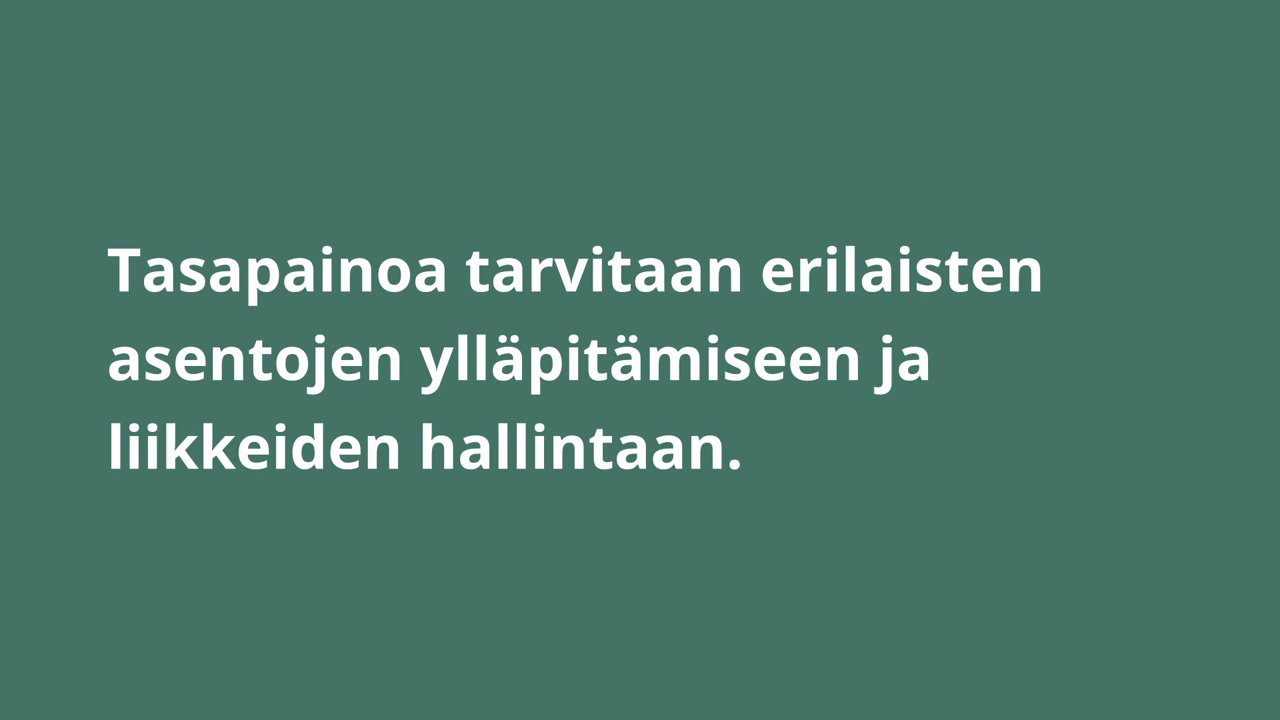 Tasapainoa tarvitaan erilaisten
asentojen ylläpitämiseen ja
liikkeiden hallintaan.